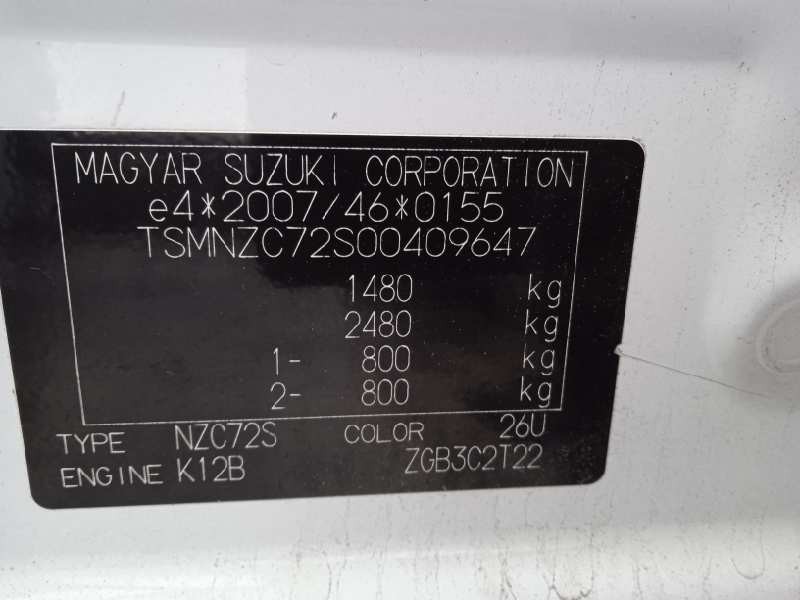 MAGYAR SUZUKI CORPORATION
e4*2007/46*0155
TSMNZC72S00409647
1480 kg
2480 kg
1- 800 kg
2- 800 kg
TYPE NZC72S COLOR 26U
ENGINE K12B ZGB3C2T22